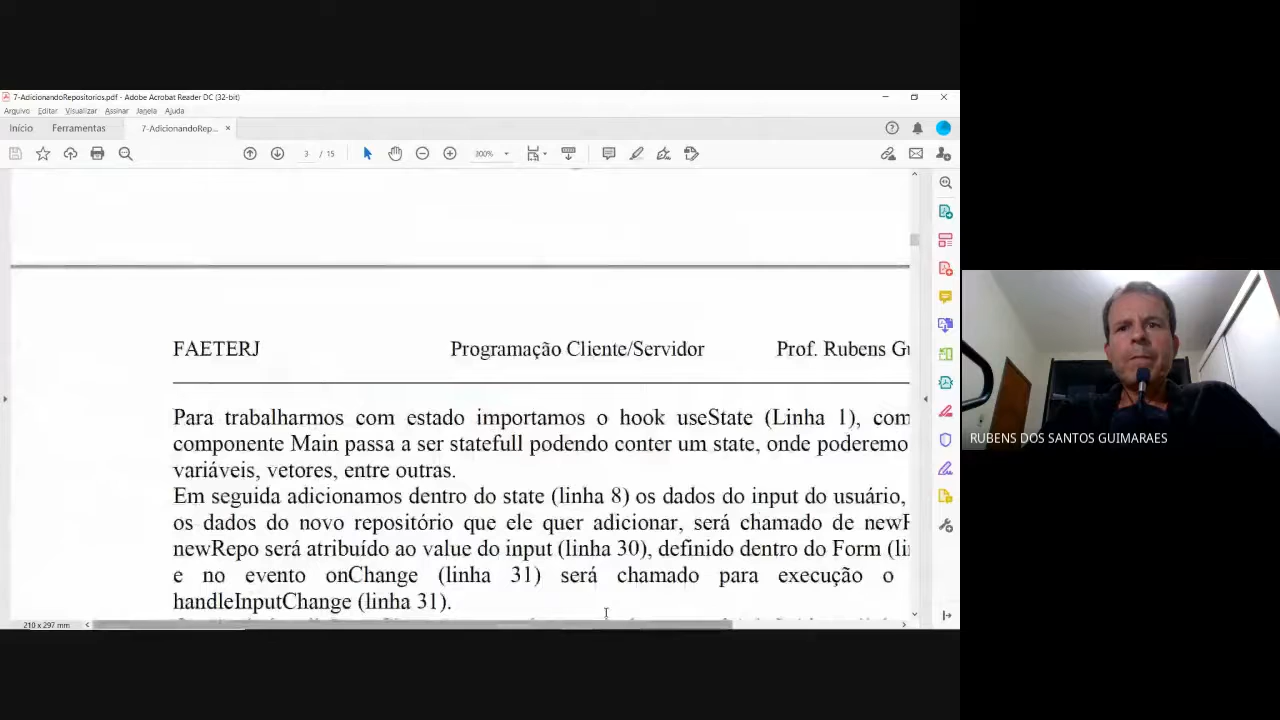 7-AdicionandoRepositorios.pdf - Adobe Acrobat Reader DC (32-bit)
Arquivo Editar Visualizar Assinar Janela Ajuda
Início Ferramentas 7-AdicionandoRep... ×
3 / 15 300%
FAETERJ Programação Cliente/Servidor Prof. Rubens Gu
Para trabalharmos com estado importamos o hook useState (Linha 1), com
componente Main passa a ser statefull podendo conter um state, onde poderemo
variáveis, vetores, entre outras.
Em seguida adicionamos dentro do state (linha 8) os dados do input do usuário,
os dados do novo repositório que ele quer adicionar, será chamado de newR
newRepo será atribuído ao value do input (linha 30), definido dentro do Form (li
e no evento onChange (linha 31) será chamado para execução o
handleInputChange (linha 31).
210 x 297 mm
RUBENS DOS SANTOS GUIMARAES